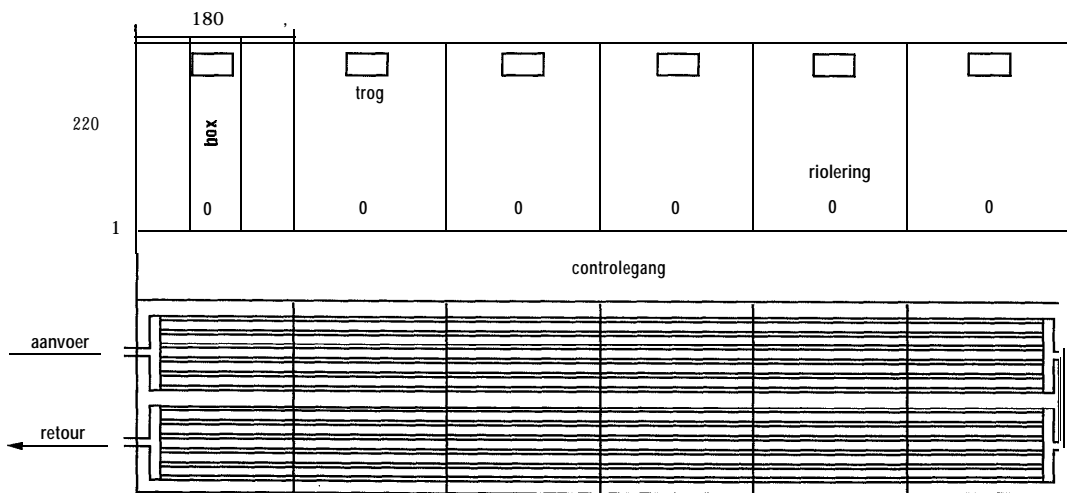 180
trog
220
box
riolering
0 0 0 0 0 0
1
controlegang
aanvoer
retour